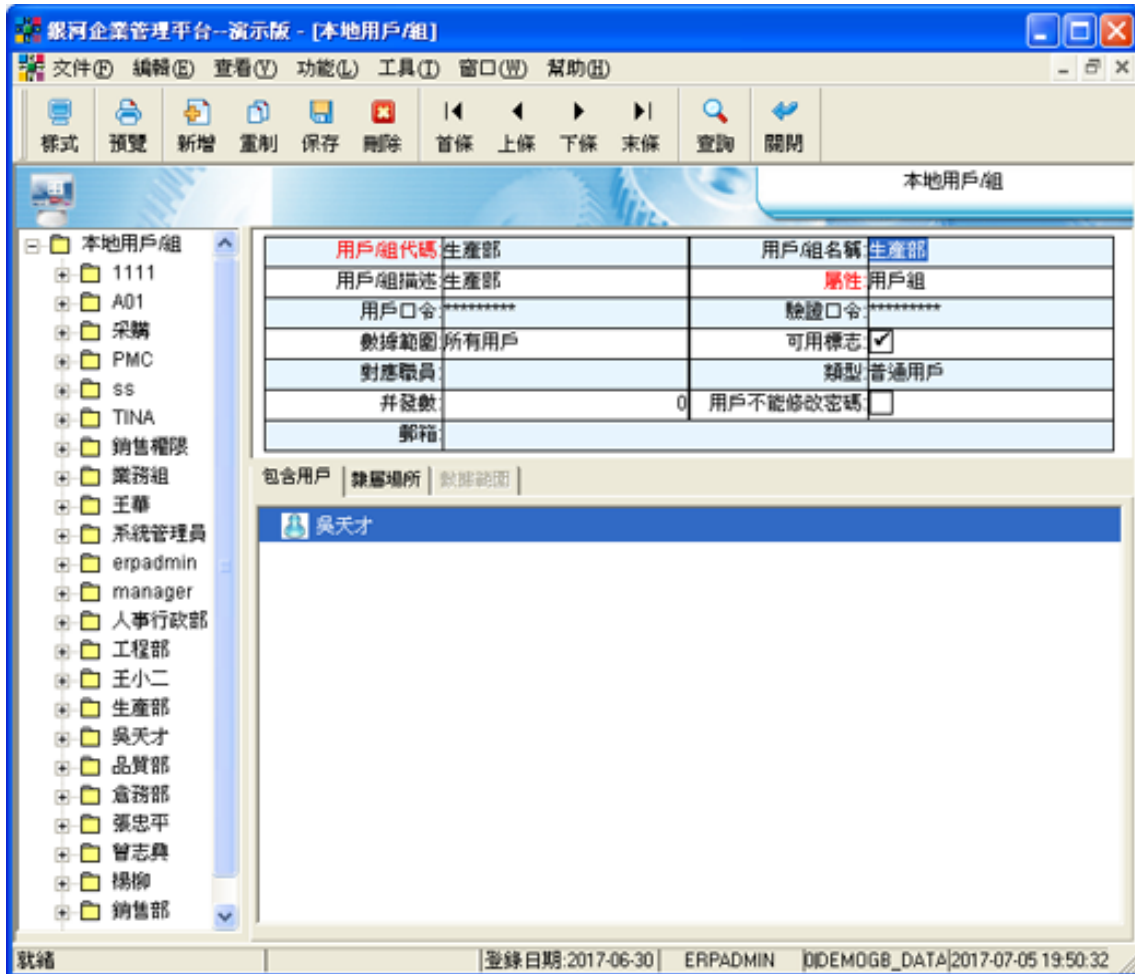 銀河企業管理平台--演示版 - [本地用戶/組]
文件(F) 編輯(E) 查看(V) 功能(L) 工具(T) 窗口(W) 幫助(H)
樣式 預覽 新增 重制 保存 刪除 首條 上條 下條 末條 查詢 關閉
本地用戶/組
本地用戶/組
1111
A01
采購
PMC
ss
TINA
銷售權限
業務組
王華
系統管理員
erpadmin
manager
人事行政部
工程部
王小二
生產部
吳天才
品質部
倉務部
張忠平
曾志興
楊柳
銷售部
用戶/組代碼:生產部 用戶/組名稱:生產部
用戶/組描述:生產部 屬性:用戶組
用戶口令:********* 驗證口令:*********
數據範圍:所有用戶 可用標志:
對應職員: 類型:普通用戶
并發數: 0 用戶不能修改密碼:
郵箱:
包含用戶 隸屬場所 數據範圍
吳天才
就緒 登錄日期:2017-06-30 ERPADMIN 0 DEMOGB_DATA 2017-07-05 19:50:32